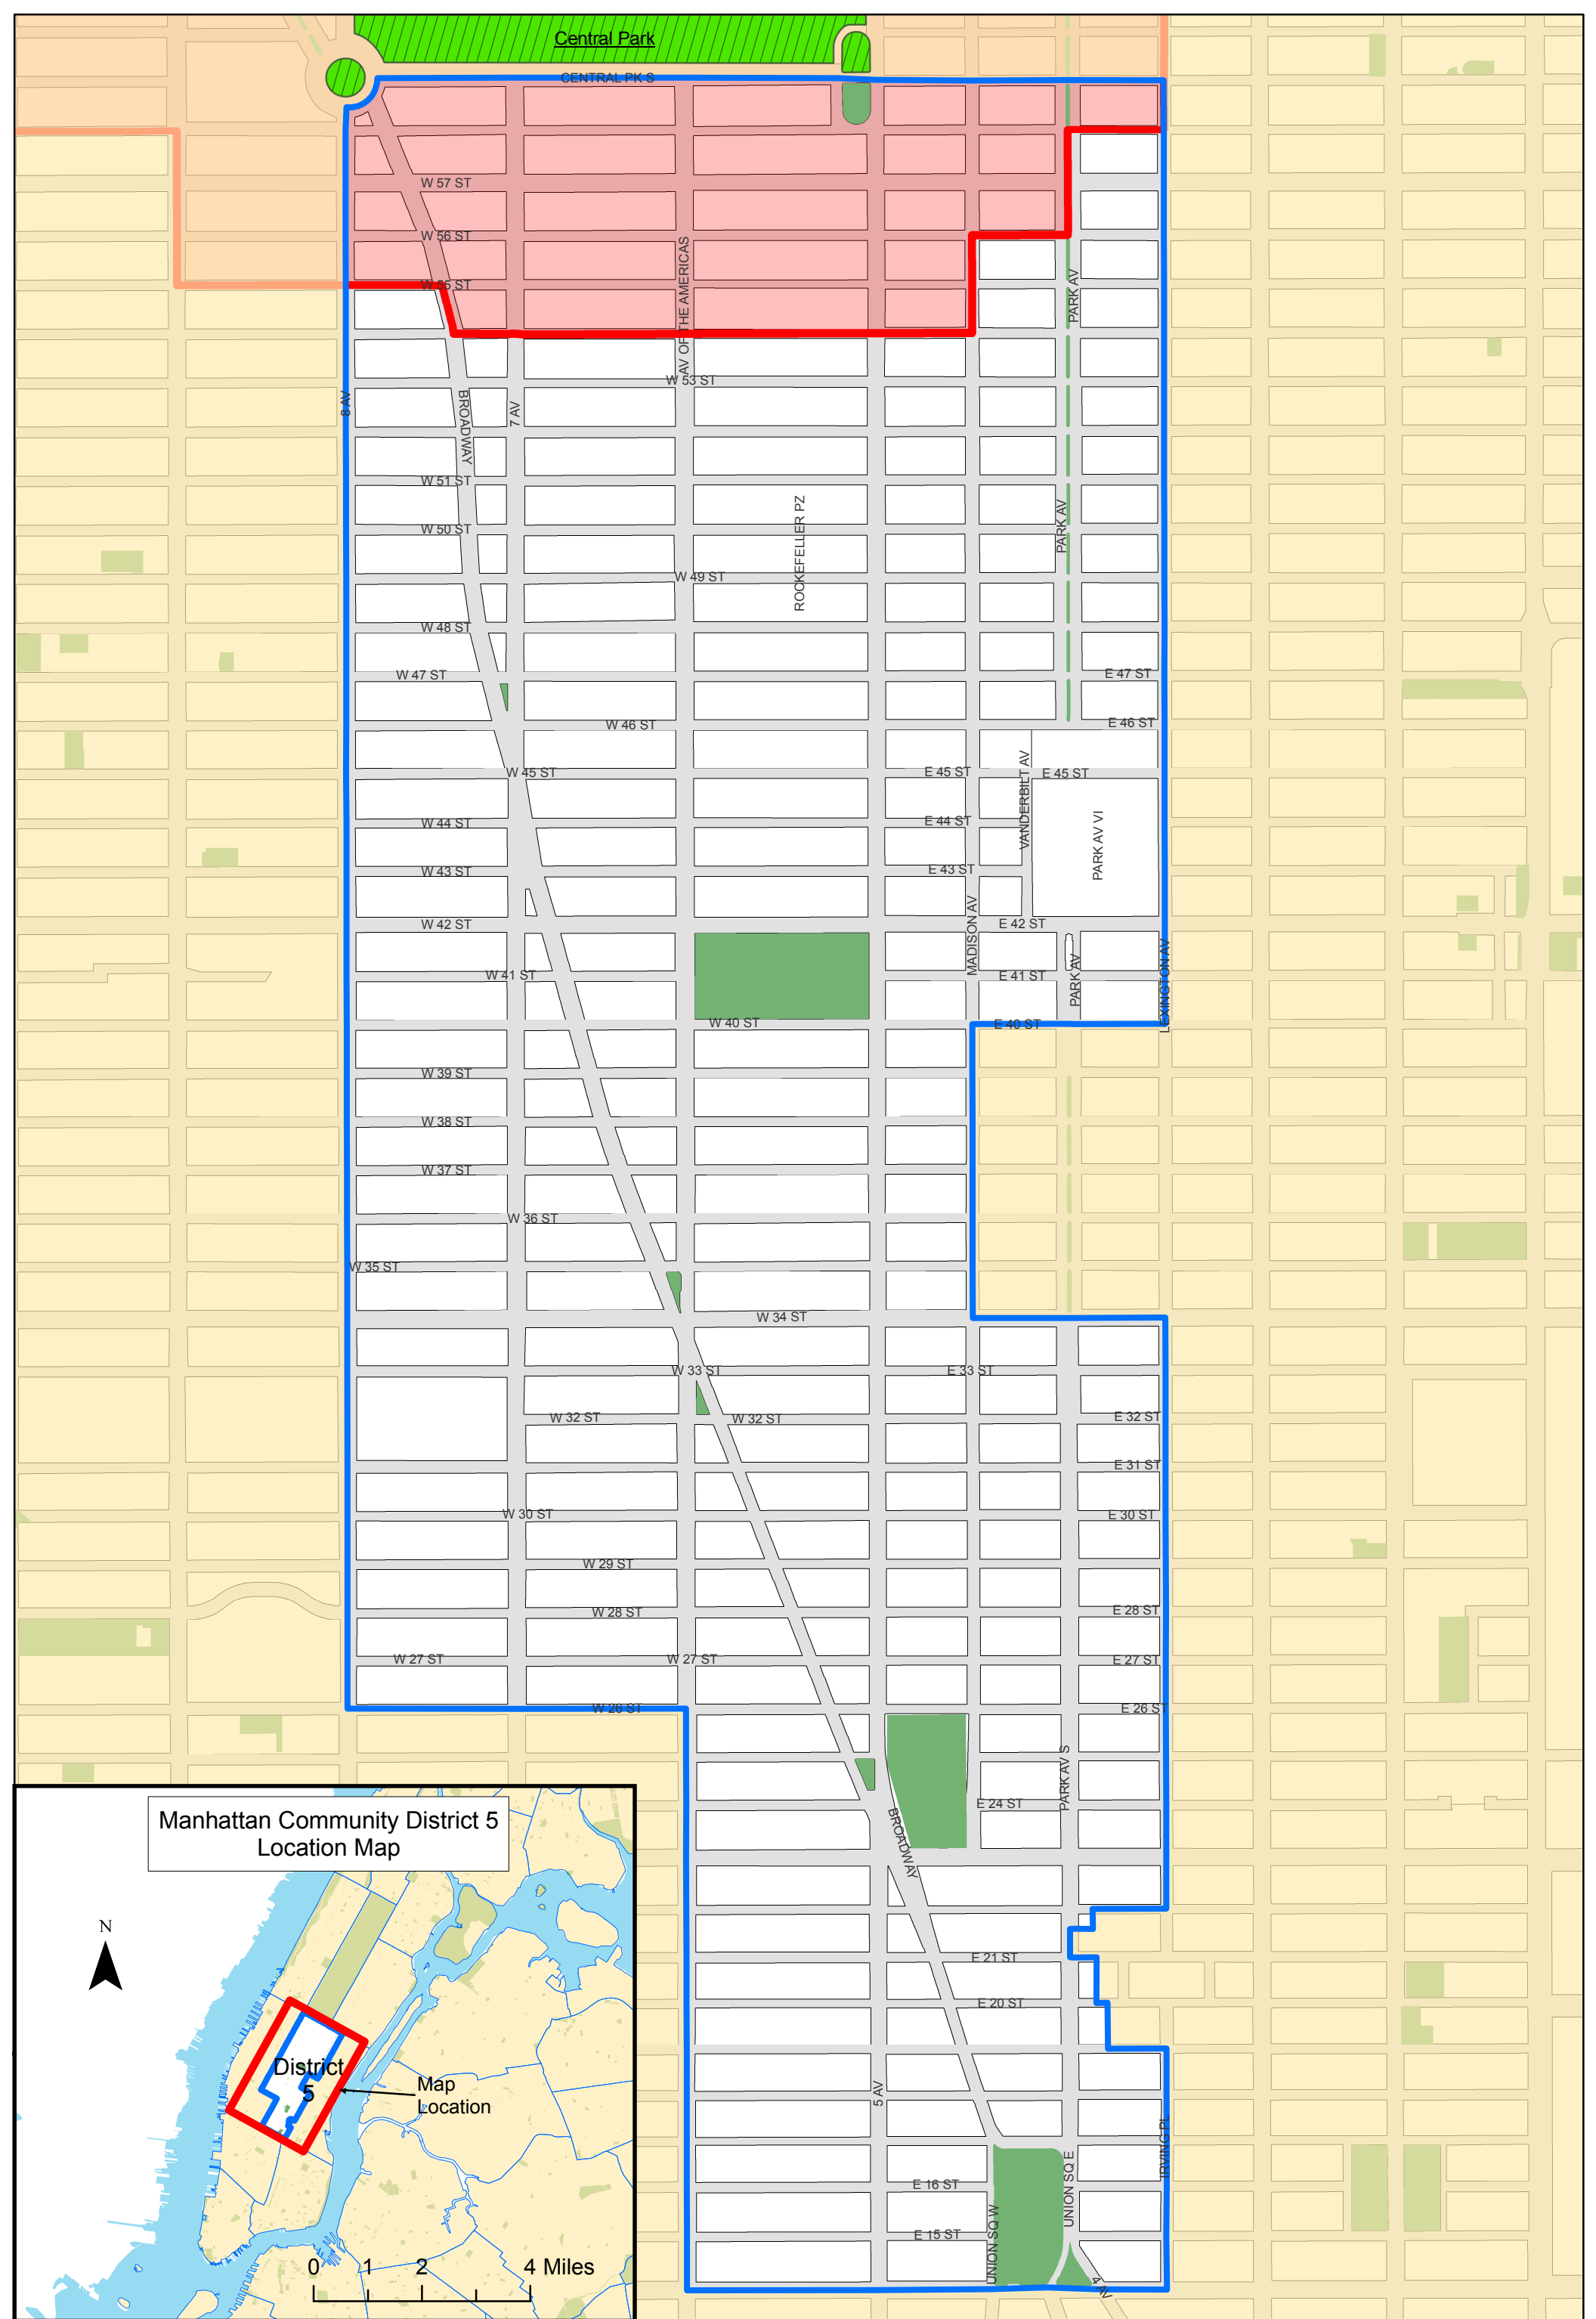 Central Park
CENTRAL PK S
W 57 ST
W 56 ST
AV OF THE AMERICAS
PARK AV
W 55 ST
W 53 ST
8 AV
BROADWAY
7 AV
W 51 ST
ROCKEFELLER PZ
PARK AV
W 50 ST
W 49 ST
W 48 ST
W 47 ST
E 47 ST
W 46 ST
E 46 ST
W 45 ST
E 45 ST
VANDERBILT AV
E 45 ST
W 44 ST
E 44 ST
PARK AV VI
W 43 ST
E 43 ST
W 42 ST
MADISON AV
E 42 ST
LEXINGTON AV
W 41 ST
E 41 ST
PARK AV
W 40 ST
E 40 ST
W 39 ST
W 38 ST
W 37 ST
W 36 ST
W 35 ST
W 34 ST
W 33 ST
E 33 ST
W 32 ST
W 32 ST
E 32 ST
E 31 ST
W 30 ST
E 30 ST
W 29 ST
W 28 ST
E 28 ST
W 27 ST
W 27 ST
E 27 ST
W 26 ST
E 26 ST
PARK AV S
E 24 ST
BROADWAY
E 21 ST
E 20 ST
5 AV
IRVING PL
E 16 ST
UNION SQ E
E 15 ST
UNION SQ W
4 AV
Manhattan Community District 5
Location Map
N
District
5
Map
Location
0 1 2 4 Miles